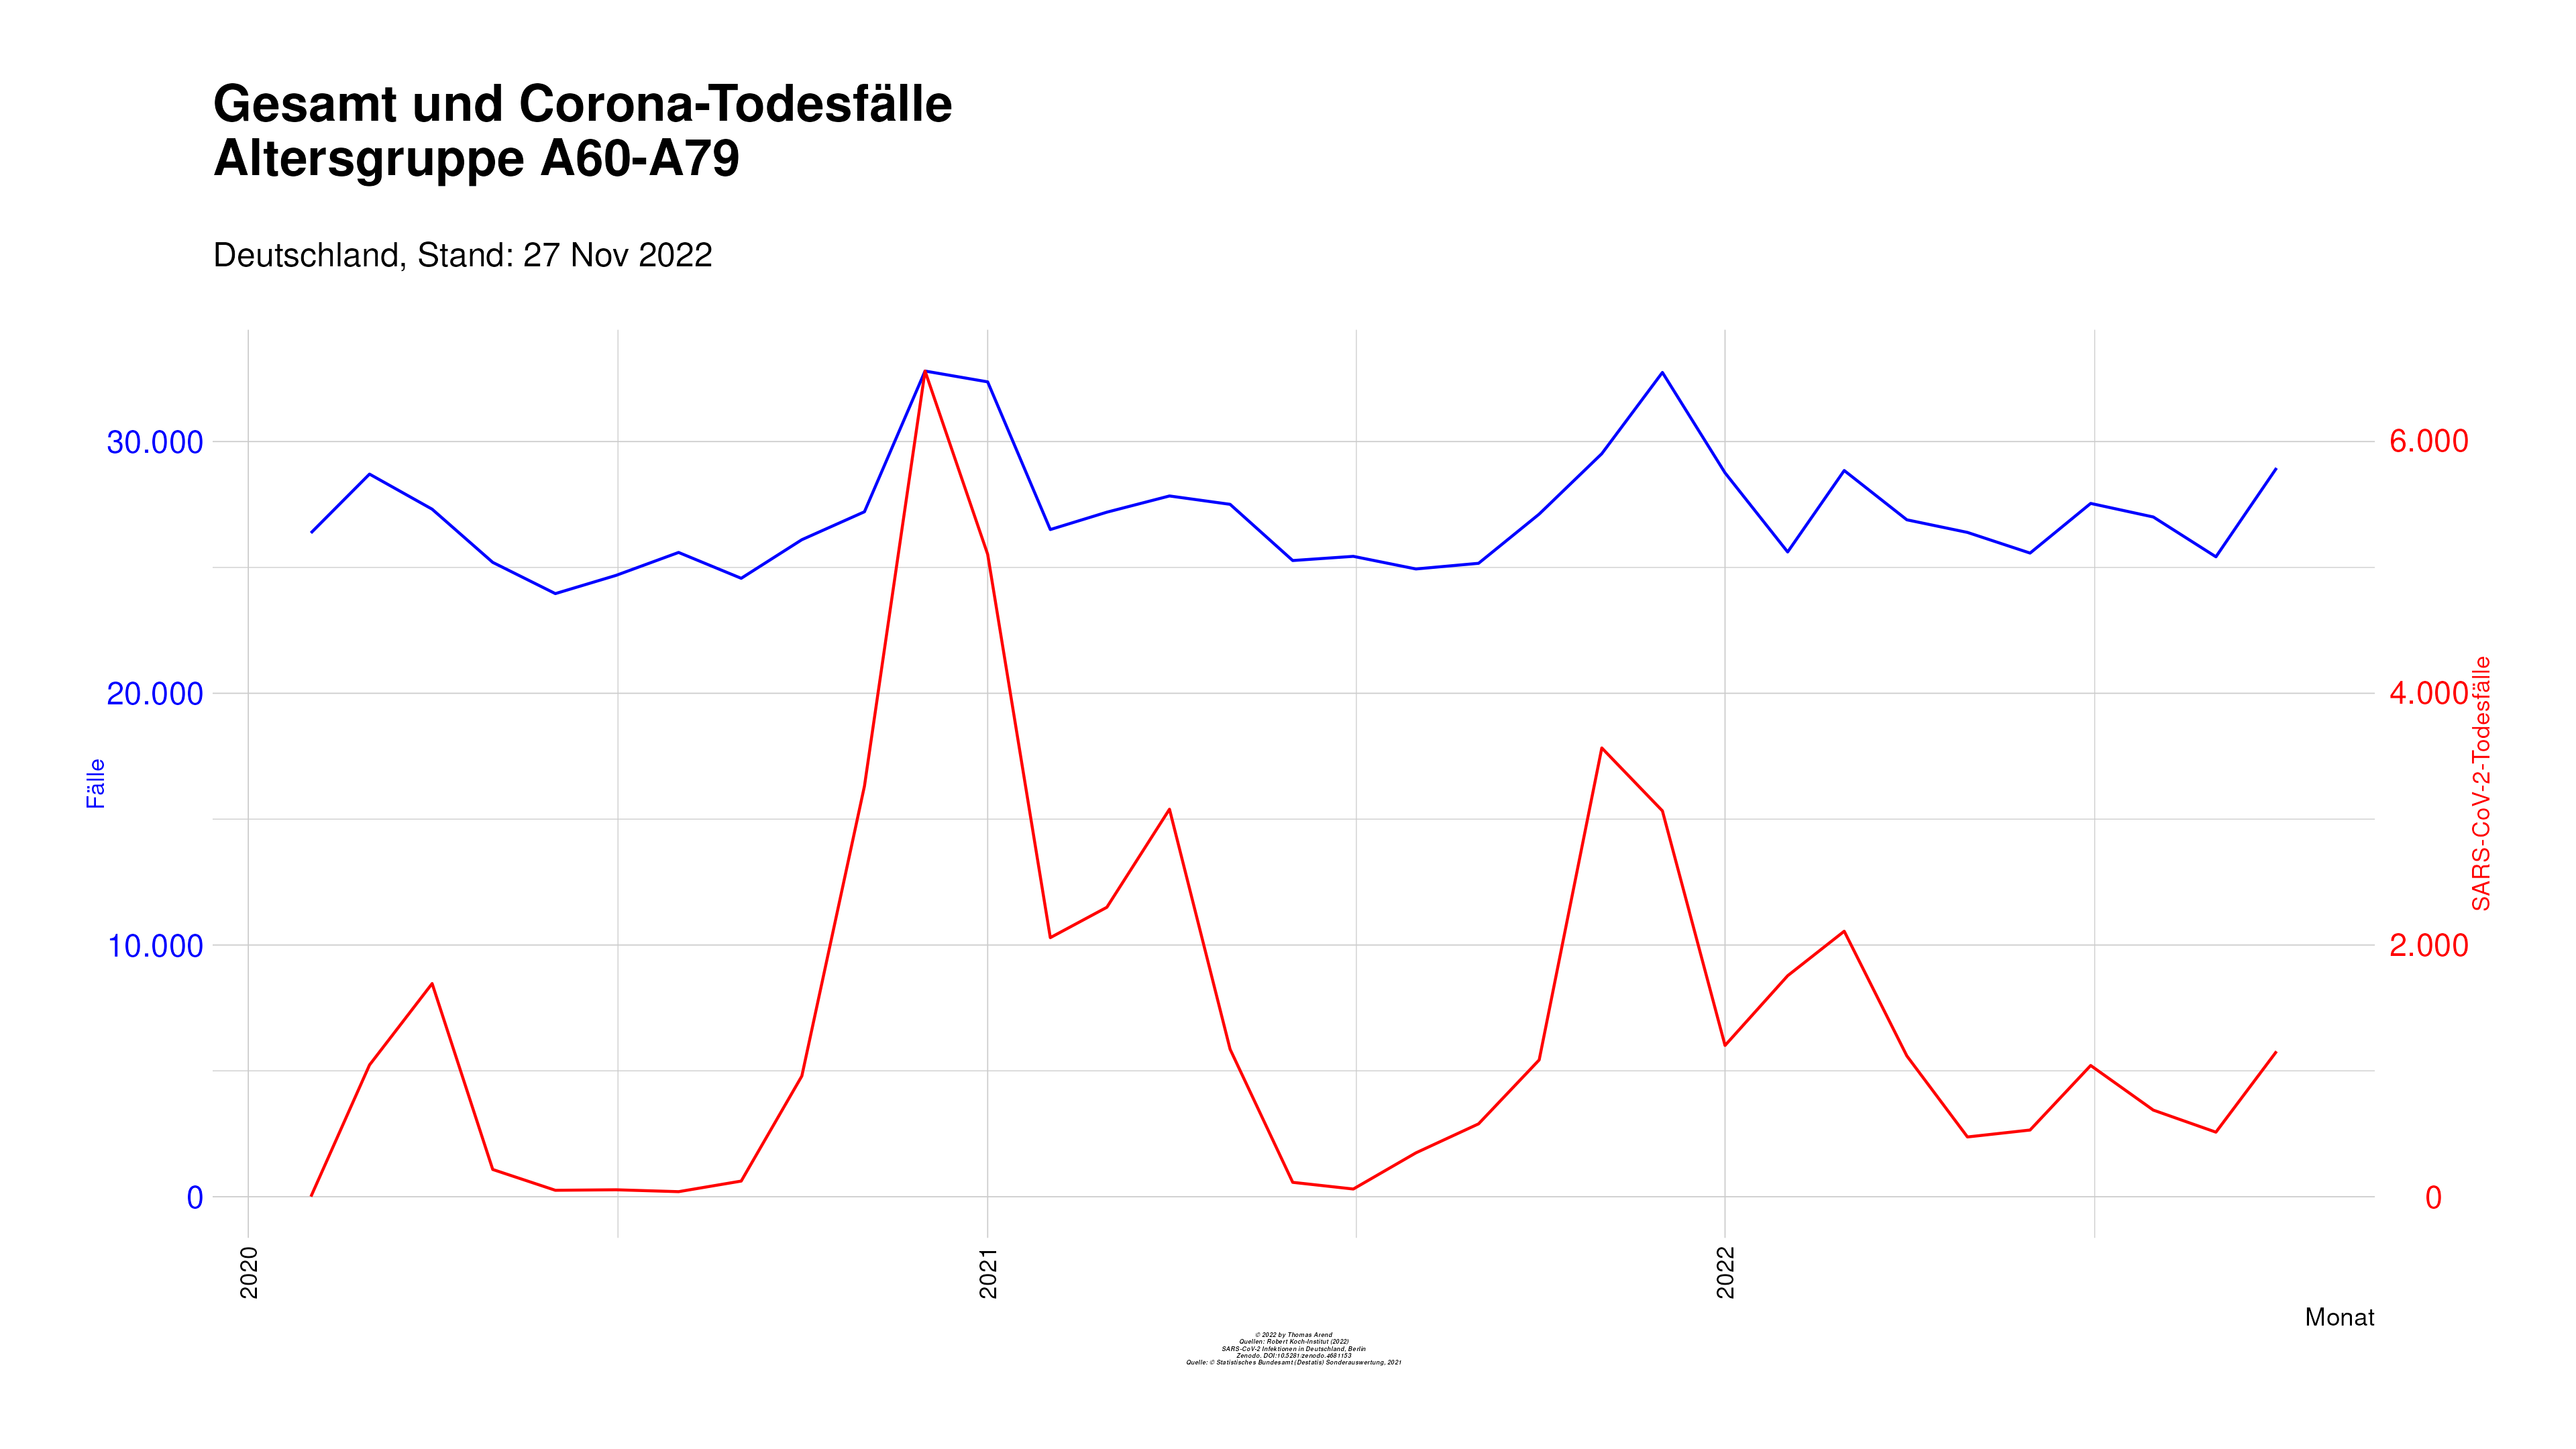 Gesamt und Corona-Todesfälle
Altersgruppe A60-A79
Deutschland, Stand: 27 Nov 2022
30.000
20.000
10.000
0
Fälle
6.000
4.000
2.000
0
SARS-CoV-2-Todesfälle
2020
2021
2022
Monat
© 2022 by Thomas Arend
Quellen: Robert Koch-Institut (2022)
SARS-CoV-2 Infektionen in Deutschland, Berlin
Zenodo. DOI:10.5281/zenodo.4681153
Quelle: © Statistisches Bundesamt (Destatis) Sonderauswertung, 2021